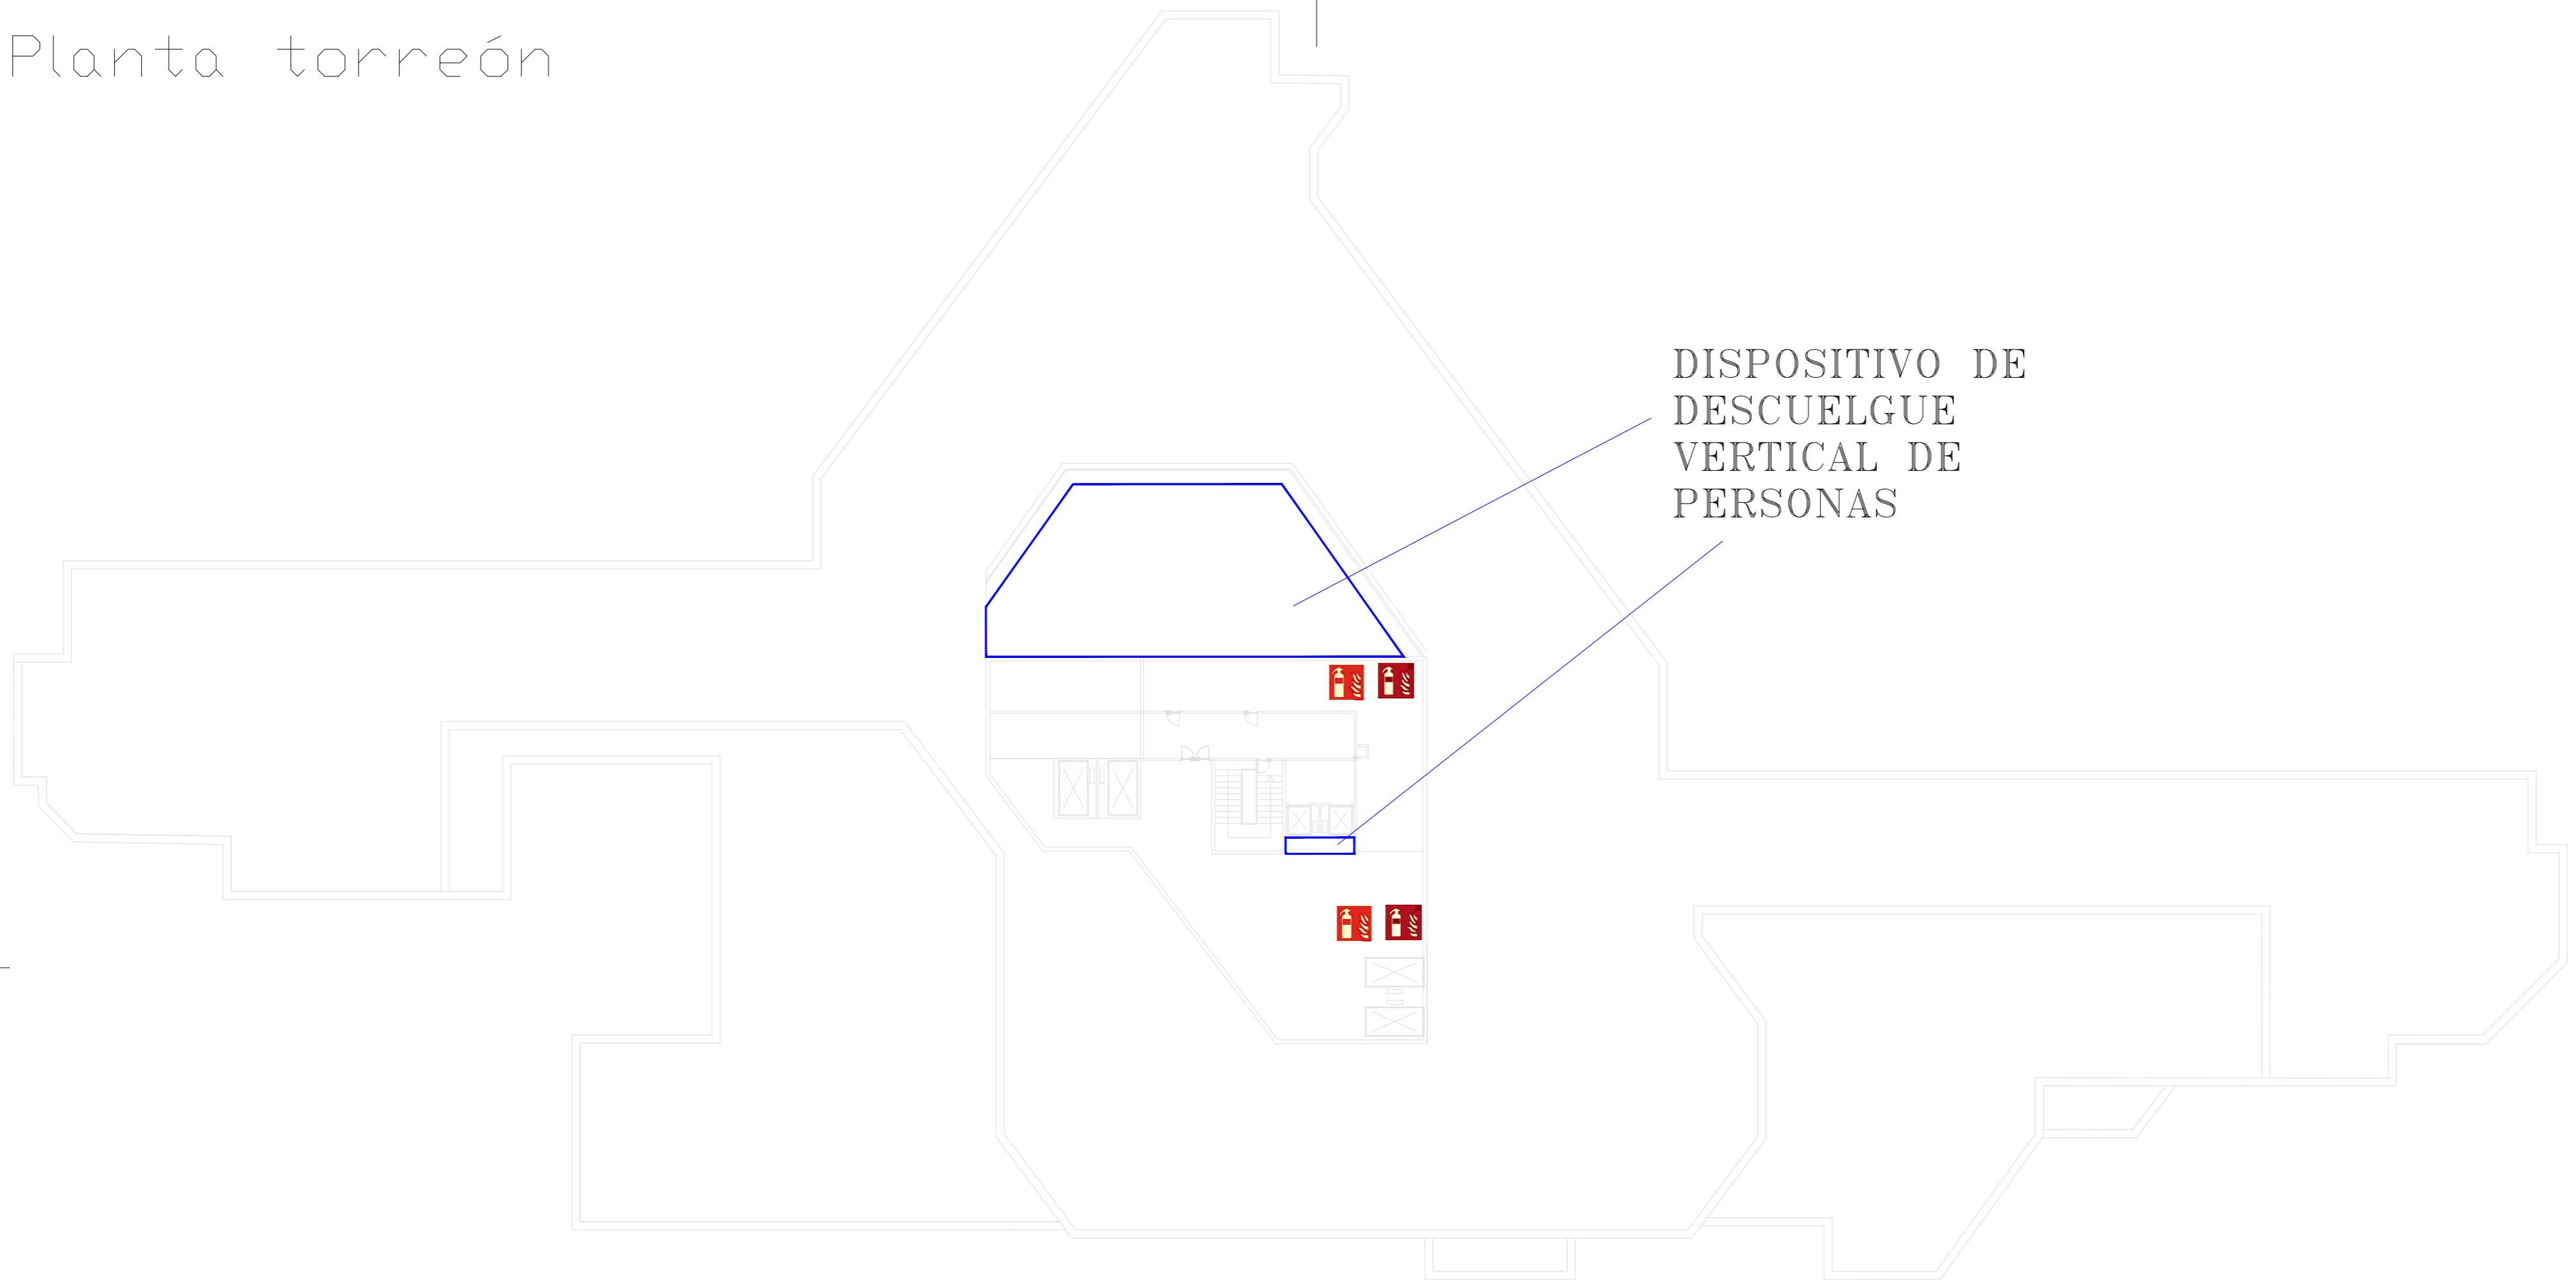 Planta torreón
DISPOSITIVO DE
DESCUELGUE
VERTICAL DE
PERSONAS